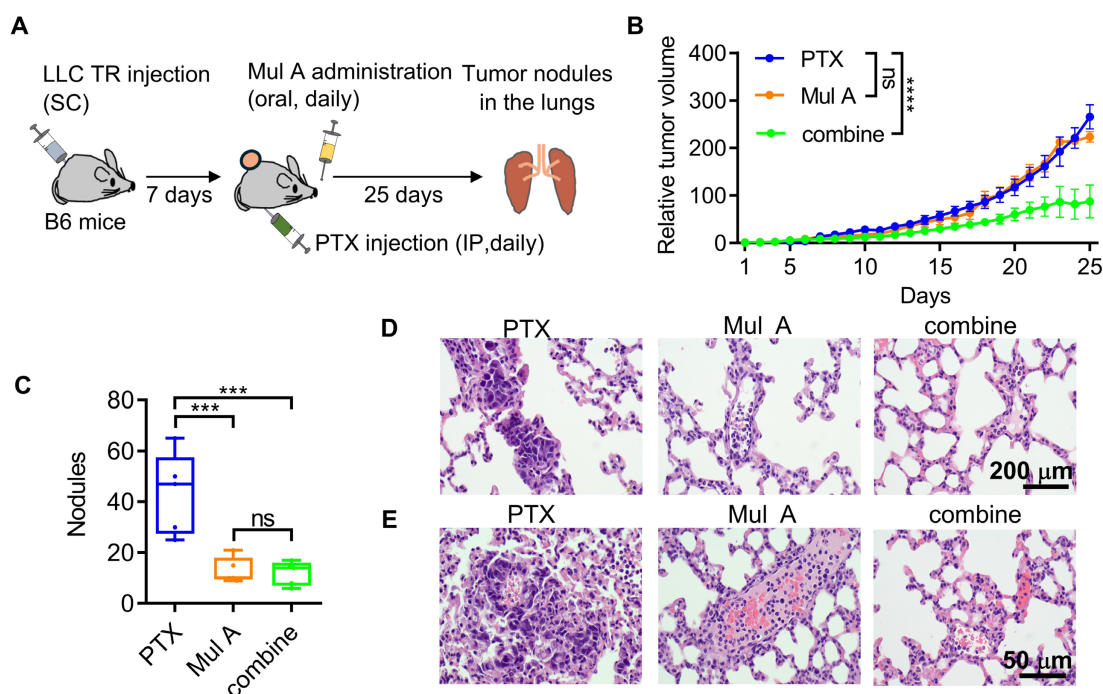 A
LLC TR injection
(SC)
B6 mice
7 days
Mul A administration
(oral, daily)
PTX injection (IP,daily)
25 days
Tumor nodules
in the lungs
B
Relative tumor volume
400
300
200
100
0
1
5
10
15
20
25
Days
PTX
Mul A
combine
ns
****
C
Nodules
80
60
40
20
0
***
***
ns
PTX
Mul A
combine
D
PTX
Mul A
combine
200 μm
E
PTX
Mul A
combine
50 μm